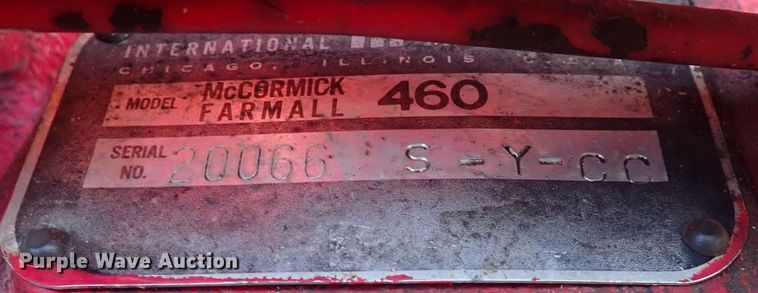 INTERNATIONAL
CHICAGO, ILLINOIS
MODEL McCORMICK FARMALL 460
SERIAL NO. 20066 S-Y-CC
Purple Wave Auction